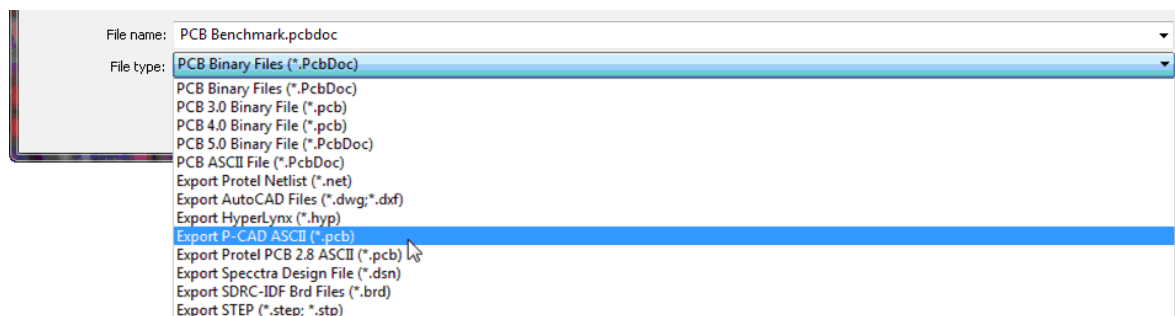 File name: PCB Benchmark.pcbdoc
File type: PCB Binary Files (*.PcbDoc)
PCB Binary Files (*.PcbDoc)
PCB 3.0 Binary File (*.pcb)
PCB 4.0 Binary File (*.pcb)
PCB 5.0 Binary File (*.PcbDoc)
PCB ASCII File (*.PcbDoc)
Export Protel Netlist (*.net)
Export AutoCAD Files (*.dwg;*.dxf)
Export HyperLynx (*.hyp)
Export P-CAD ASCII (*.pcb)
Export Protel PCB 2.8 ASCII (*.pcb)
Export Specctra Design File (*.dsn)
Export SDRC-IDF Brd Files (*.brd)
Export STEP (*.step; *.stp)